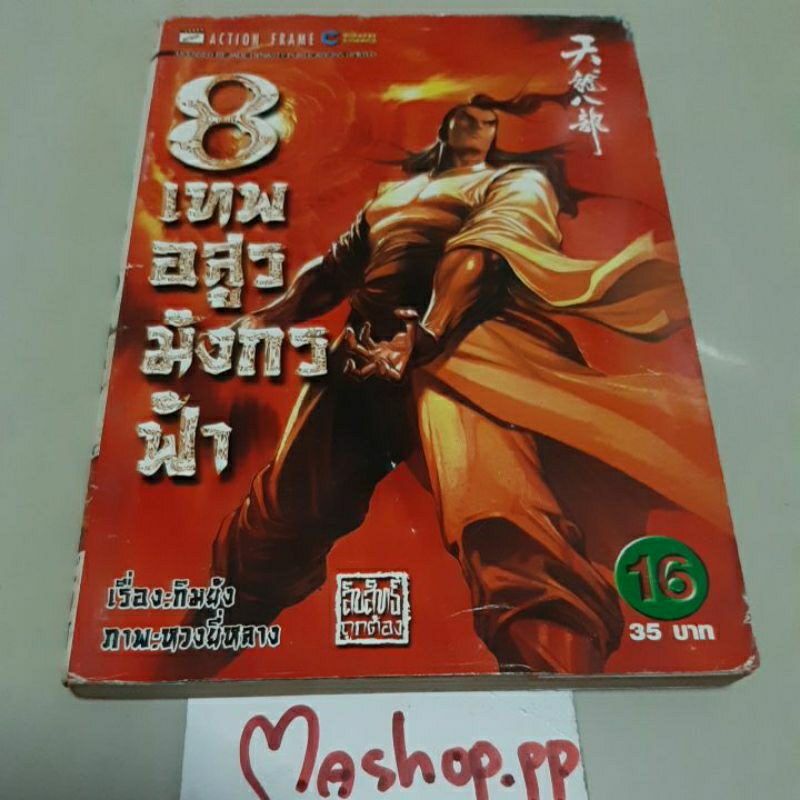 ACTION FRAME
天龍八部
8
เทพ
อสูร
มังกร
ฟ้า
เรื่อง:กิมย้ง
ภาพ:หวงนี่หลาง
ลิขสิทธิ์
ถูกต้อง
16
35 บาท
Mashop.pp